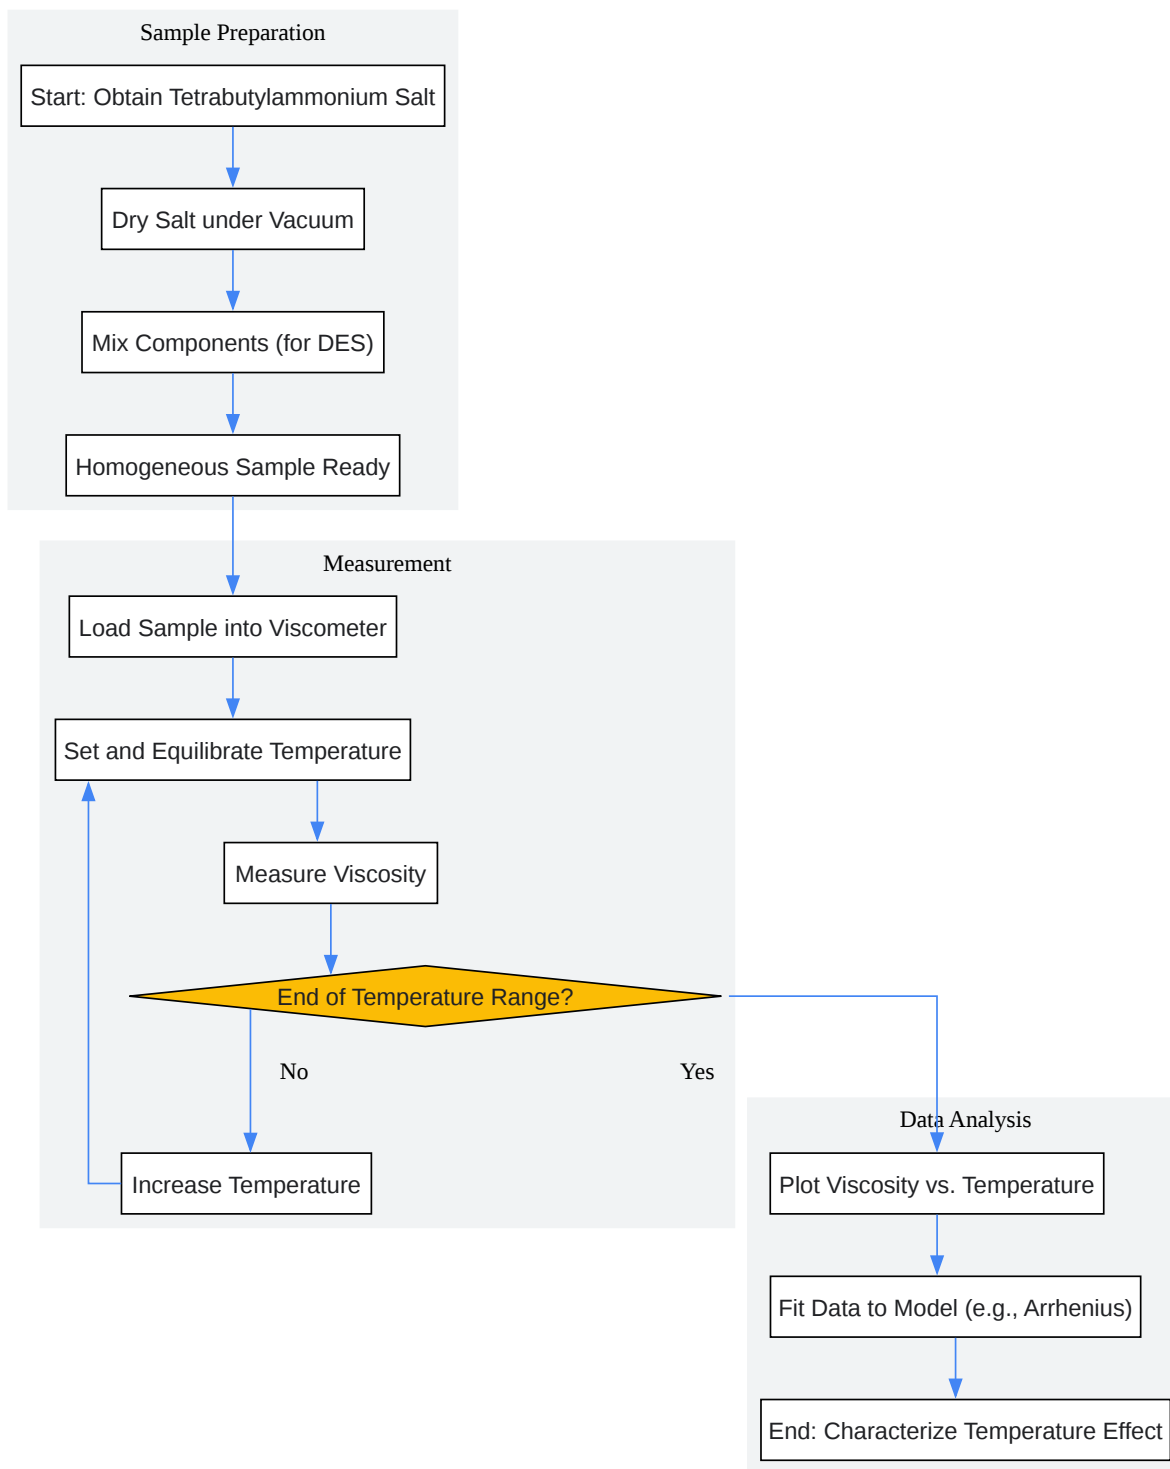 Sample Preparation
Start: Obtain Tetrabutylammonium Salt
Dry Salt under Vacuum
Mix Components (for DES)
Homogeneous Sample Ready
Measurement
Load Sample into Viscometer
Set and Equilibrate Temperature
Measure Viscosity
End of Temperature Range?
No
Yes
Increase Temperature
Data Analysis
Plot Viscosity vs. Temperature
Fit Data to Model (e.g., Arrhenius)
End: Characterize Temperature Effect